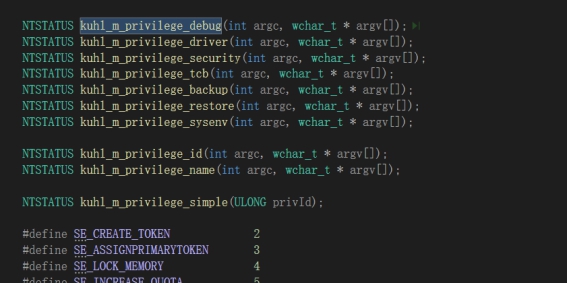 NTSTATUS kuhl_m_privilege_debug(int argc, wchar_t * argv[]);
NTSTATUS kuhl_m_privilege_driver(int argc, wchar_t * argv[]);
NTSTATUS kuhl_m_privilege_security(int argc, wchar_t * argv[]);
NTSTATUS kuhl_m_privilege_tcb(int argc, wchar_t * argv[]);
NTSTATUS kuhl_m_privilege_backup(int argc, wchar_t * argv[]);
NTSTATUS kuhl_m_privilege_restore(int argc, wchar_t * argv[]);
NTSTATUS kuhl_m_privilege_sysenv(int argc, wchar_t * argv[]);
NTSTATUS kuhl_m_privilege_id(int argc, wchar_t * argv[]);
NTSTATUS kuhl_m_privilege_name(int argc, wchar_t * argv[]);
NTSTATUS kuhl_m_privilege_simple(ULONG privId);
#define SE_CREATE_TOKEN 2
#define SE_ASSIGNPRIMARYTOKEN 3
#define SE_LOCK_MEMORY 4
#define SE_INCREASE_QUOTA 5